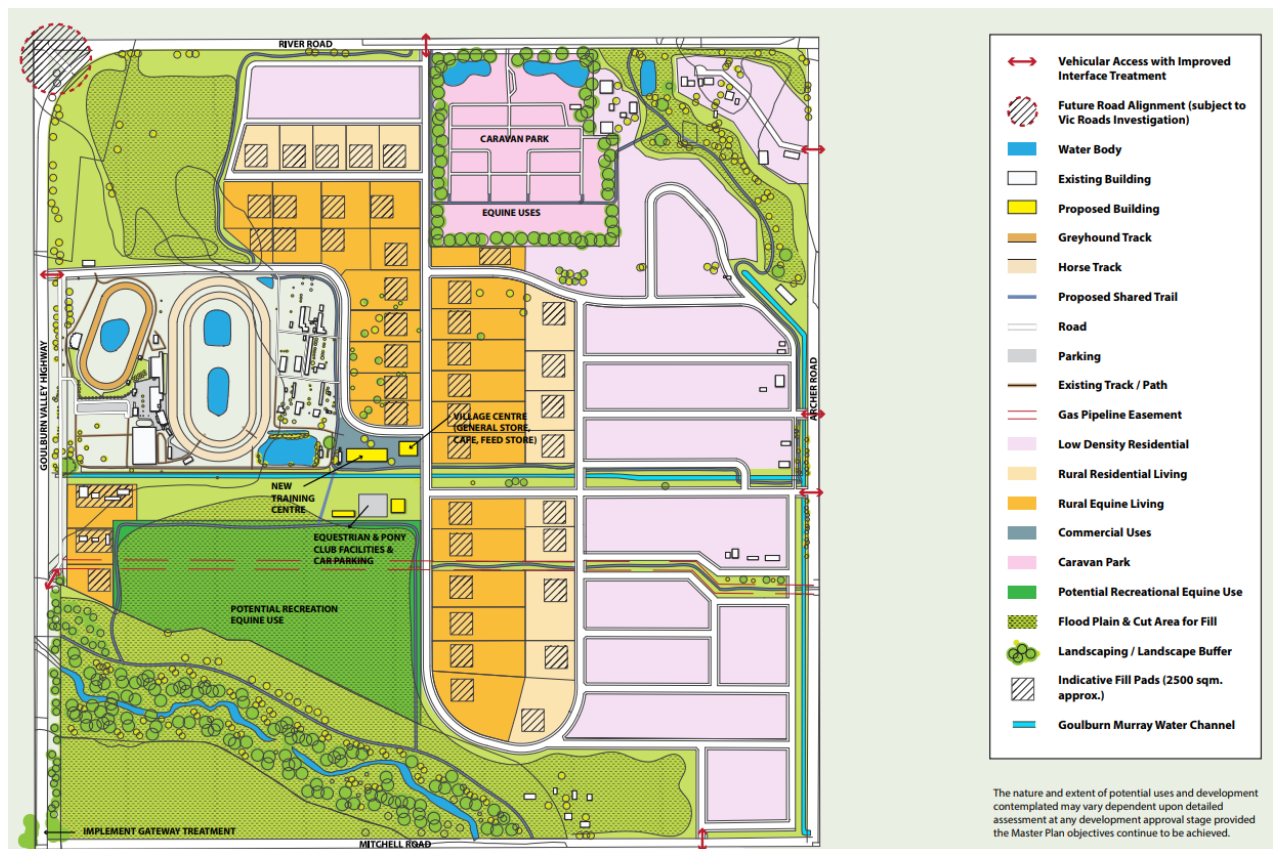 RIVER ROAD
CARAVAN PARK
EQUINE USES
GOULBURN VALLEY HIGHWAY
ARCHER ROAD
VILLAGE CENTRE
(GENERAL STORE,
CAFE, FEED STORE)
NEW
TRAINING
CENTRE
EQUESTRIAN & PONY
CLUB FACILITIES &
CAR PARKING
POTENTIAL RECREATION
EQUINE USE
IMPLEMENT GATEWAY TREATMENT
MITCHELL ROAD
Vehicular Access with Improved
Interface Treatment
Future Road Alignment (subject to
Vic Roads Investigation)
Water Body
Existing Building
Proposed Building
Greyhound Track
Horse Track
Proposed Shared Trail
Road
Parking
Existing Track / Path
Gas Pipeline Easement
Low Density Residential
Rural Residential Living
Rural Equine Living
Commercial Uses
Caravan Park
Potential Recreational Equine Use
Flood Plain & Cut Area for Fill
Landscaping / Landscape Buffer
Indicative Fill Pads (2500 sqm.
approx.)
Goulburn Murray Water Channel
The nature and extent of potential uses and development
contemplated may vary dependent upon detailed
assessment at any development approval stage provided
the Master Plan objectives continue to be achieved.